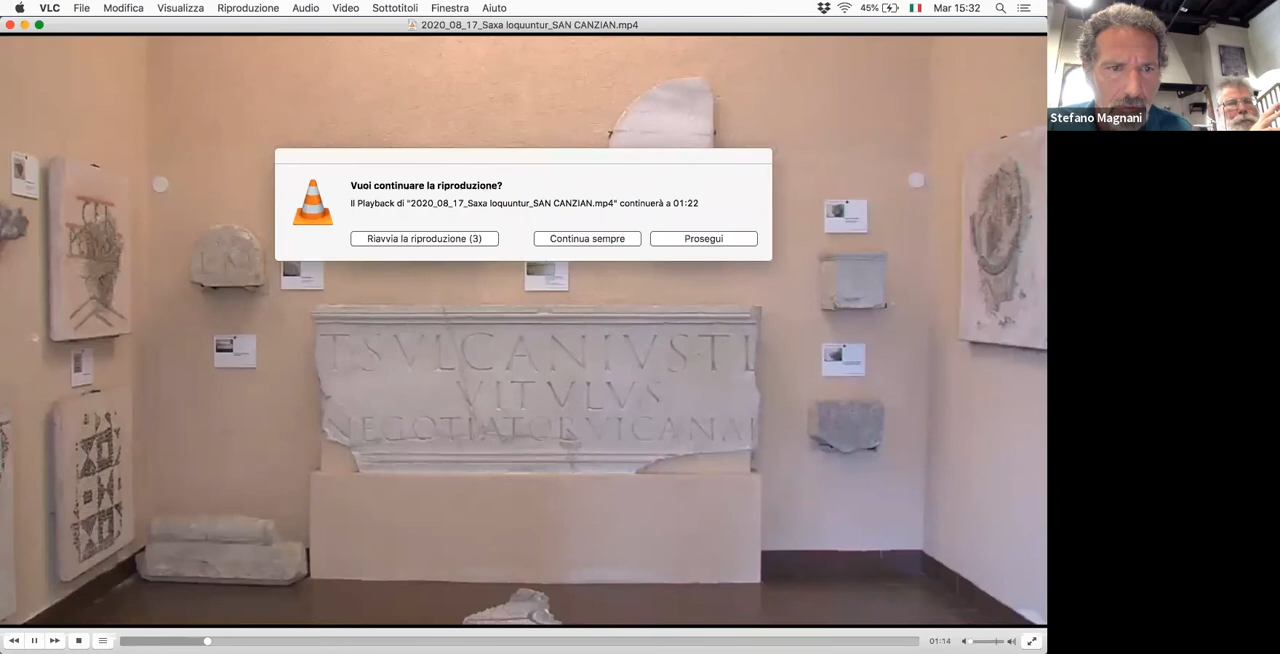 VLC File Modifica Visualizza Riproduzione Audio Video Sottotitoli Finestra Aiuto 45% Mar 15:32
2020_08_17_Saxa loquuntur_SAN CANZIAN.mp4
Stefano Magnani
Vuoi continuare la riproduzione?
Il Playback di "2020_08_17_Saxa loquuntur_SAN CANZIAN.mp4" continuerà a 01:22
Riavvia la riproduzione (3) Continua sempre Prosegui
T·SVLCANIVS·T·L
VITVLVS
NEGOTIATOR VICANAL
01:14